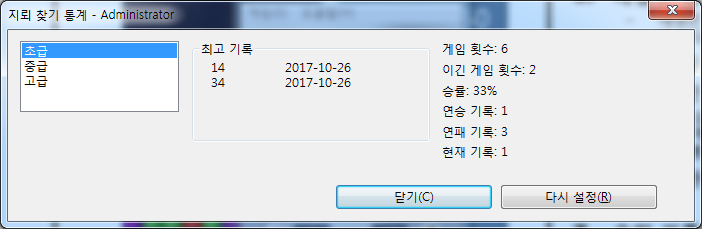 지뢰 찾기 통계 - Administrator
초급
중급
고급
최고 기록
14 2017-10-26
34 2017-10-26
게임 횟수: 6
이긴 게임 횟수: 2
승률: 33%
연승 기록: 1
연패 기록: 3
현재 기록: 1
닫기(C)
다시 설정(R)